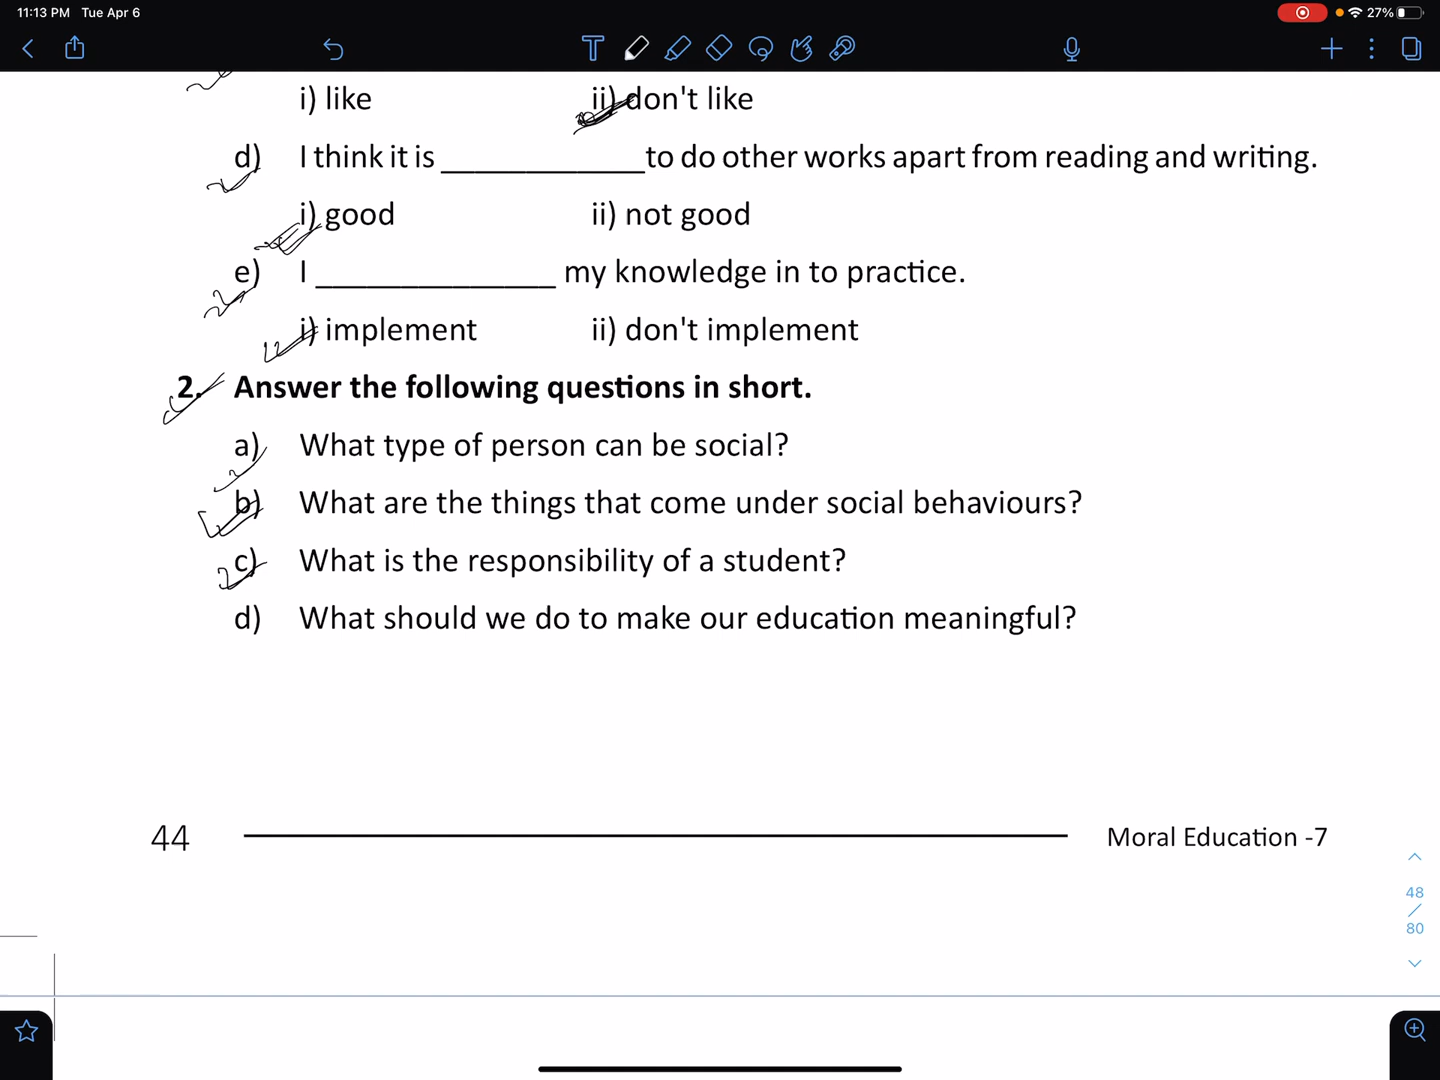 11:13 PM Tue Apr 6 27%
i) like ii) don't like
d) I think it is ____________ to do other works apart from reading and writing.
i) good ii) not good
e) I ______________ my knowledge in to practice.
i) implement ii) don't implement
2. Answer the following questions in short.
a) What type of person can be social?
b) What are the things that come under social behaviours?
c) What is the responsibility of a student?
d) What should we do to make our education meaningful?
44 Moral Education -7
48
/
80